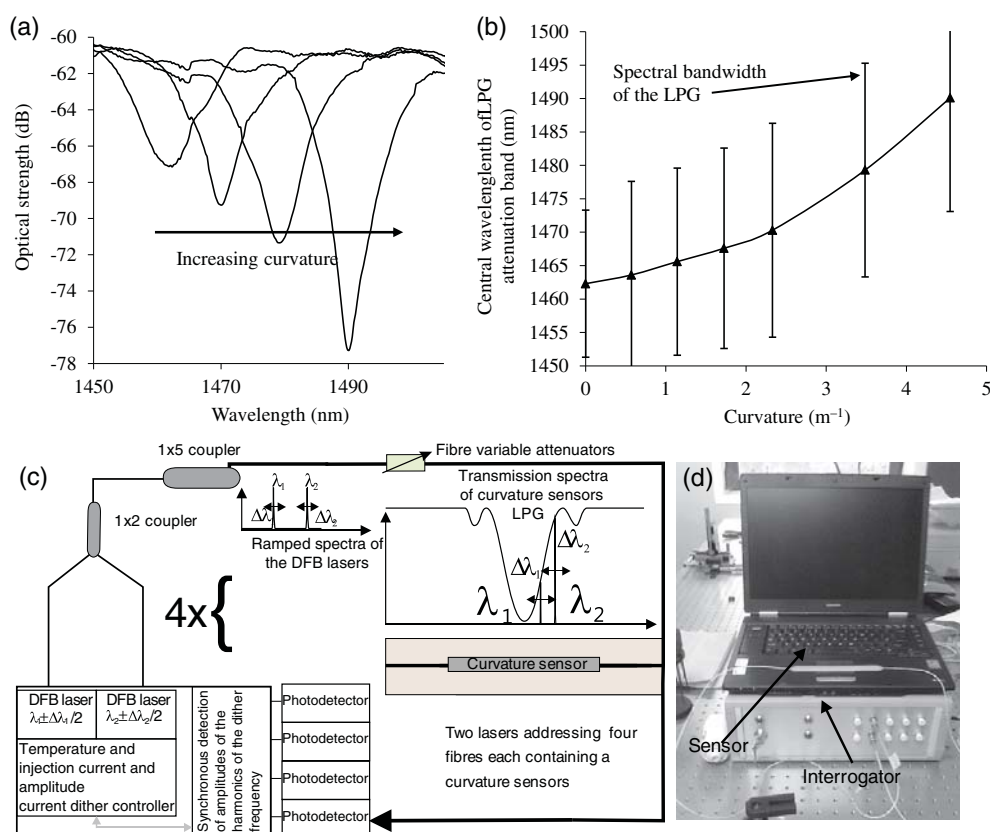 (a)
-60
-62
-64
-66
-68
-70
-72
-74
-76
-78
Optical strength (dB)
Increasing curvature
1450
1470
1490
Wavelength (nm)
(b)
1500
1495
1490
1485
1480
1475
1470
1465
1460
1455
1450
Central wavelenglenth ofLPG
attenuation band (nm)
Spectral bandwidth
of the LPG
0
1
2
3
4
5
Curvature (m⁻¹)
(c)
1x5 coupler
1x2 coupler
λ₁
λ₂
Δλ
Δλ₂
Ramped spectra of
the DFB lasers
Fibre variable attenuators
Transmission spectra
of curvature sensors
LPG
Δλ₂
Δλ₁
λ₁
λ₂
4x{
Curvature sensor
DFB laser
λ₁±Δλ₁/2
DFB laser
λ₂±Δλ₂/2
Temperature and
injection current and
amplitude
current dither controller
Synchronous detection
of amplitudes of the
harmonics of the dither
frequency
Photodetector
Photodetector
Photodetector
Photodetector
Two lasers addressing four
fibres each containing a
curvature sensors
(d)
Sensor
Interrogator